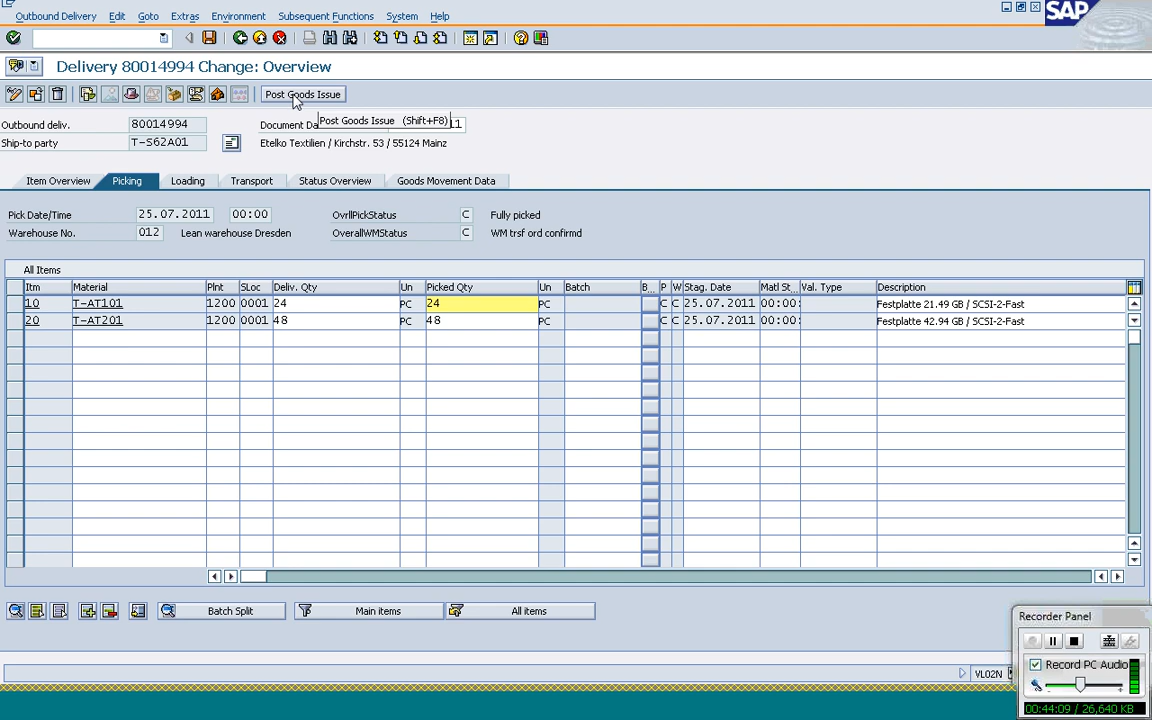 Outbound Delivery Edit Goto Extras Environment Subsequent Functions System Help
SAP
Delivery 80014994 Change: Overview
Post Goods Issue
Post Goods Issue (Shift+F8)
Outbound deliv. 80014994 Document Da 11
Ship-to party T-S62A01 Etelko Textilien / Kirchstr. 53 / 55124 Mainz
Item Overview Picking Loading Transport Status Overview Goods Movement Data
Pick Date/Time 25.07.2011 00:00 OvrllPickStatus C Fully picked
Warehouse No. 012 Lean warehouse Dresden OverallWMStatus C WM trsf ord confirmd
All Items
Itm Material Plnt SLoc Deliv. Qty Un Picked Qty Un Batch B... P W Stag. Date Matl St... Val. Type Description
10 T-AT101 1200 0001 24 PC 24 PC C C 25.07.2011 00:00: Festplatte 21.49 GB / SCSI-2-Fast
20 T-AT201 1200 0001 48 PC 48 PC C C 25.07.2011 00:00: Festplatte 42.94 GB / SCSI-2-Fast
Batch Split Main items All items
Recorder Panel
Record PC Audio
VL02N
00:44:09 / 26,640 KB